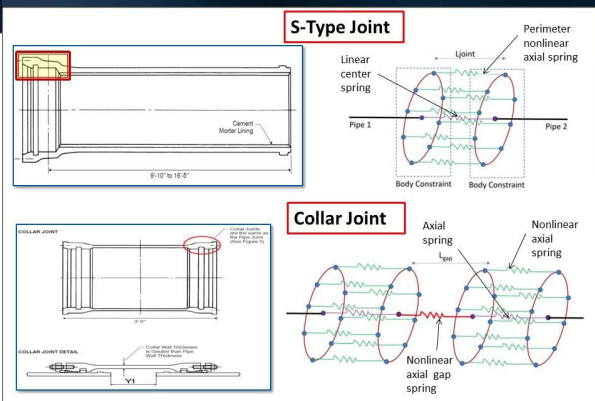 S-Type Joint
Cement
Mortar Lining
9'-10" to 16'-5"
Linear
center
spring
Ljoint
Perimeter
nonlinear
axial spring
Pipe 1
Pipe 2
Body Constraint
Body Constraint
Collar Joint
COLLAR JOINT
Collar Joints
are the same as
the Pipe Joint
(See Figure 5)
3'-0"
COLLAR JOINT DETAIL
Collar Wall Thickness
is Greater than Pipe
Wall Thickness
Y1
Axial
spring
Nonlinear
axial
spring
Lgap
Nonlinear
axial gap
spring